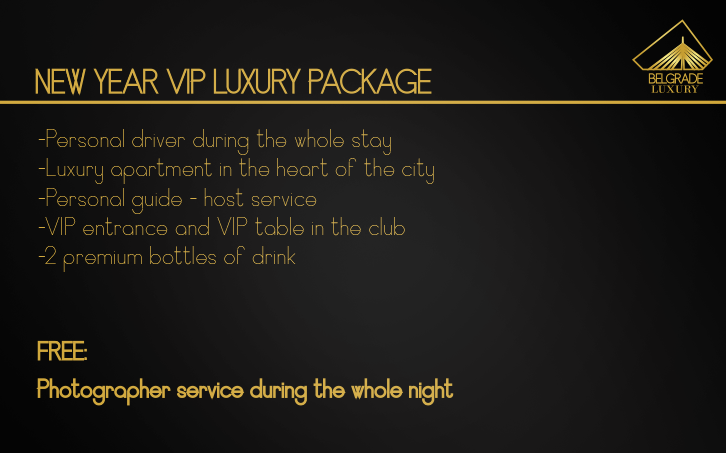 BELGRADE
LUXURY
NEW YEAR VIP LUXURY PACKAGE
-Personal driver during the whole stay
-Luxury apartment in the heart of the city
-Personal guide - host service
-VIP entrance and VIP table in the club
-2 premium bottles of drink
FREE:
Photographer service during the whole night